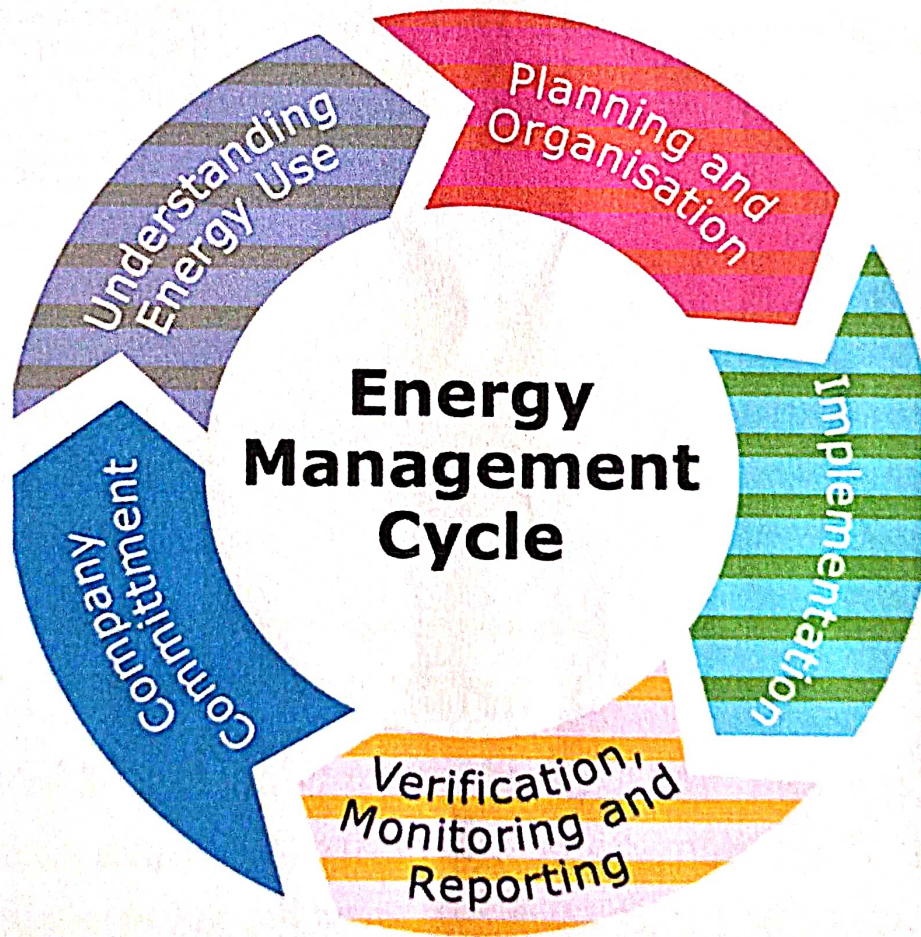 Energy
Management
Cycle
Company
Committment
Understanding
Energy Use
Planning and
Organisation
Implementation
Verification,
Monitoring and
Reporting